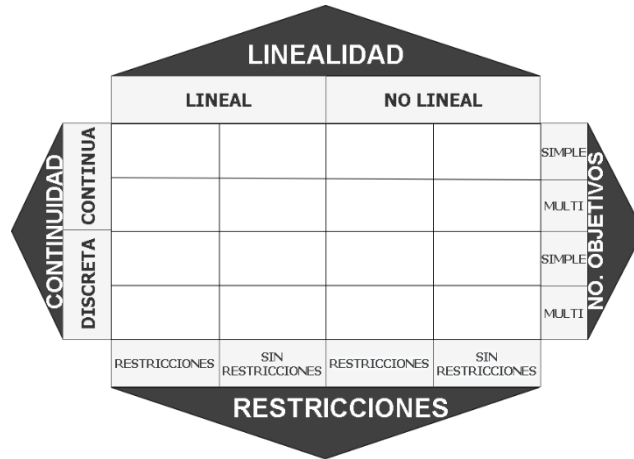 LINEALIDAD
LINEAL
NO LINEAL
CONTINUIDAD
CONTINUA
DISCRETA
SIMPLE
MULTI
SIMPLE
MULTI
NO. OBJETIVOS
RESTRICCIONES
SIN
RESTRICCIONES
RESTRICCIONES
SIN
RESTRICCIONES
RESTRICCIONES